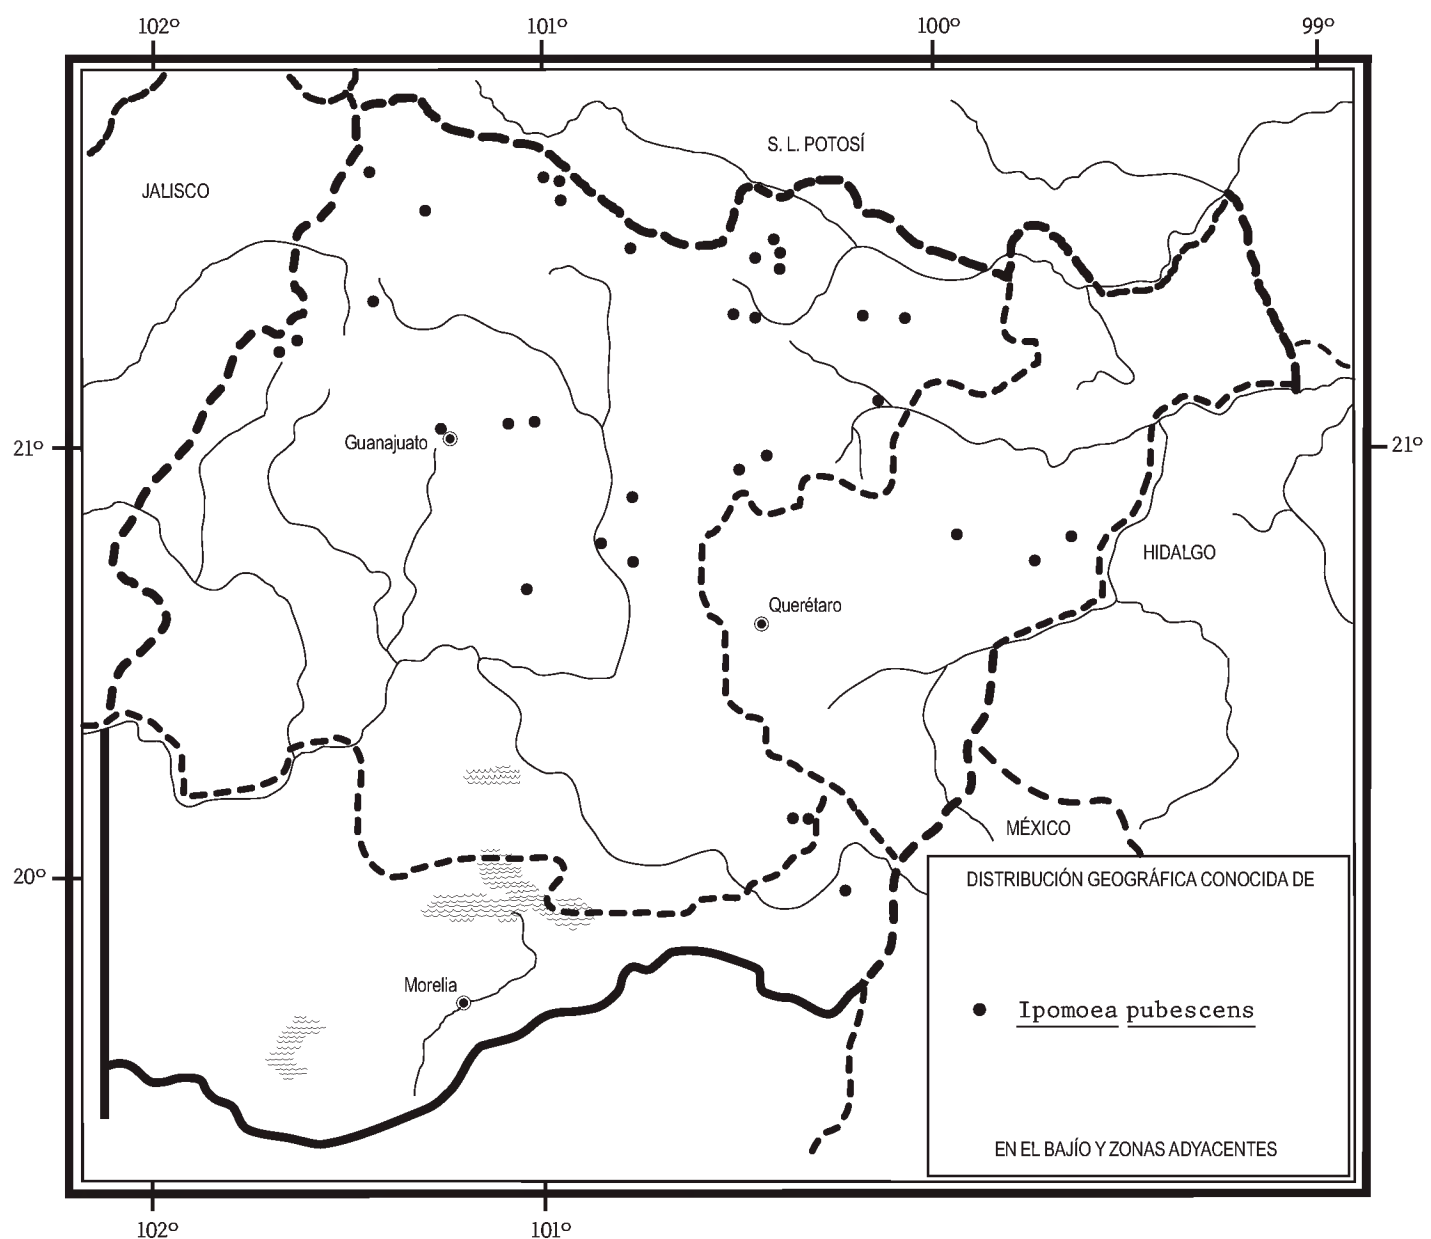 102º 101º 100º 99º
S. L. POTOSÍ
JALISCO
Guanajuato
21º 21º
HIDALGO
Querétaro
MÉXICO
20º
DISTRIBUCIÓN GEOGRÁFICA CONOCIDA DE
Morelia
Ipomoea pubescens
EN EL BAJÍO Y ZONAS ADYACENTES
102º 101º